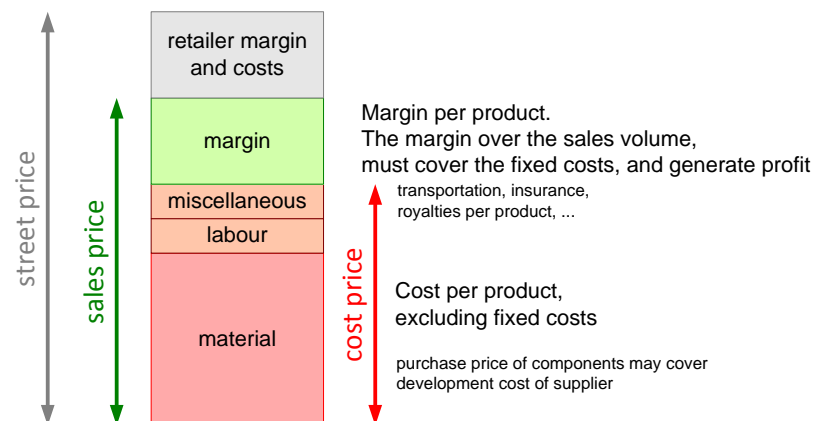 street price
sales price
retailer margin
and costs
margin
miscellaneous
labour
material
cost price
Margin per product.
The margin over the sales volume,
must cover the fixed costs, and generate profit
transportation, insurance,
royalties per product, ...
Cost per product,
excluding fixed costs
purchase price of components may cover
development cost of supplier